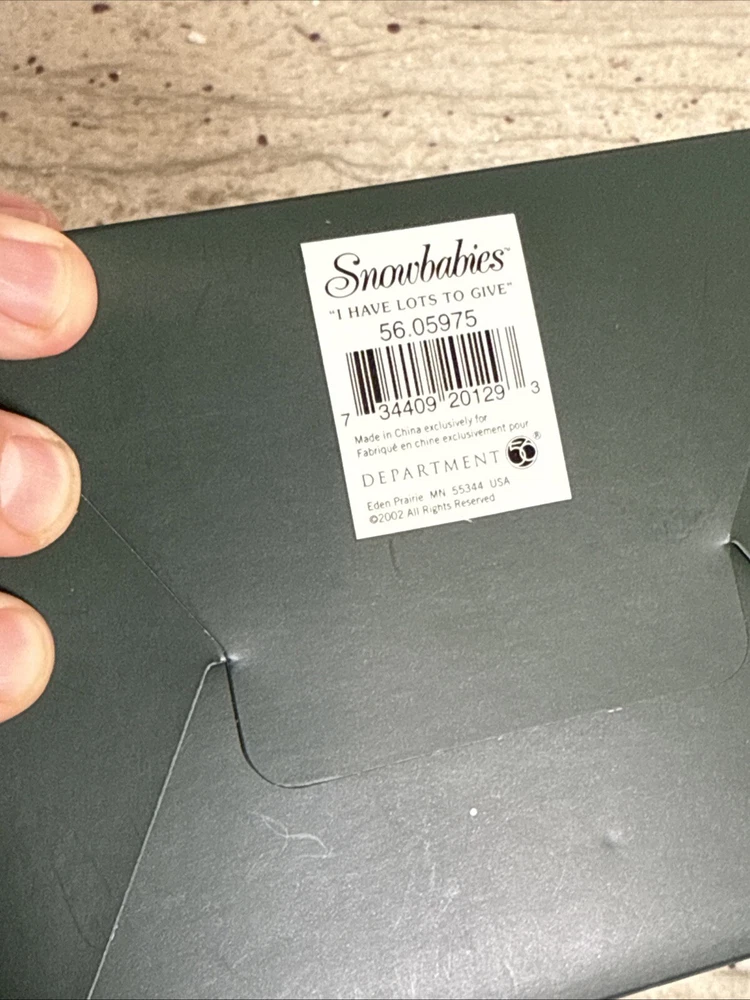 Snowbabies™
"I HAVE LOTS TO GIVE"
56.05975
7 34409 20129 3
Made in China exclusively for
Fabriqué en chine exclusivement pour
DEPARTMENT 56®
Eden Prairie MN 55344 USA
©2002 All Rights Reserved